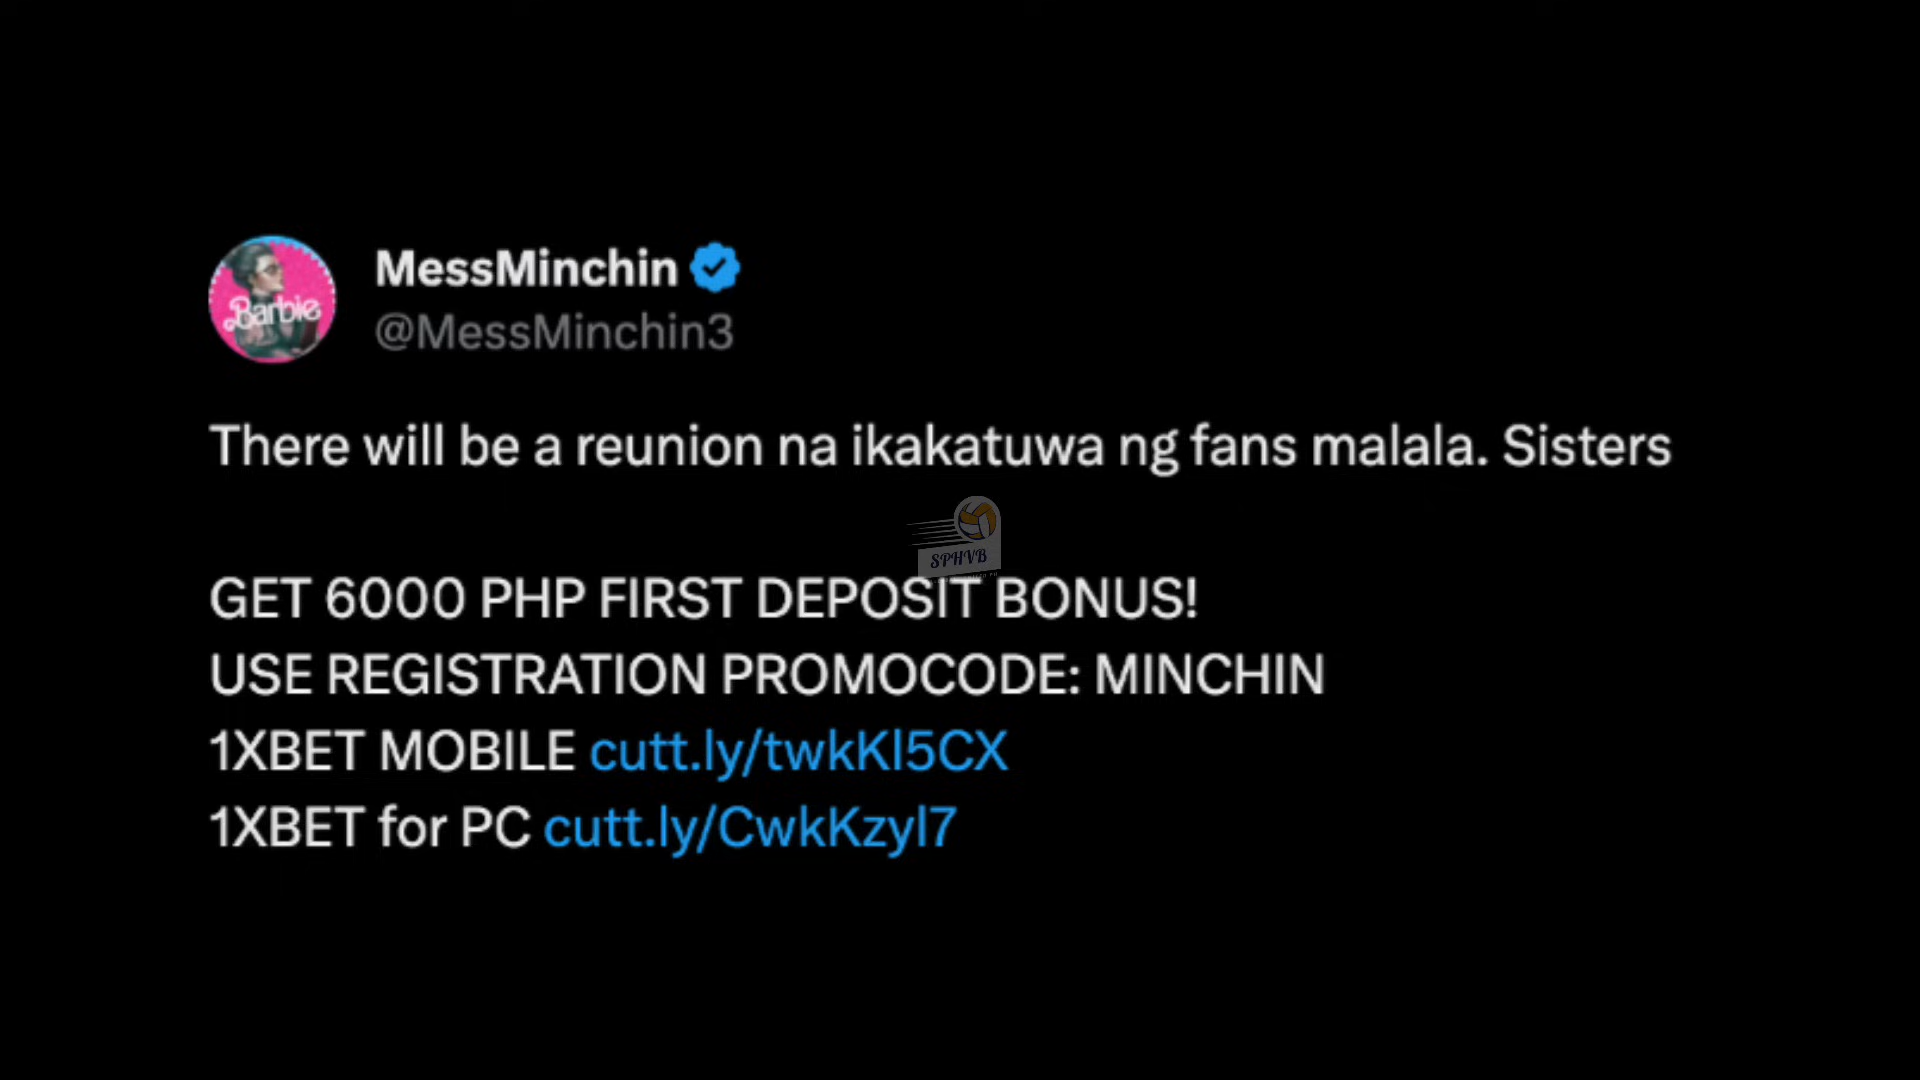 Barbie
MessMinchin
@MessMinchin3
There will be a reunion na ikakatuwa ng fans malala. Sisters
SPHVB
GET 6000 PHP FIRST DEPOSIT BONUS!
USE REGISTRATION PROMOCODE: MINCHIN
1XBET MOBILE cutt.ly/twkKl5CX
1XBET for PC cutt.ly/CwkKzyl7